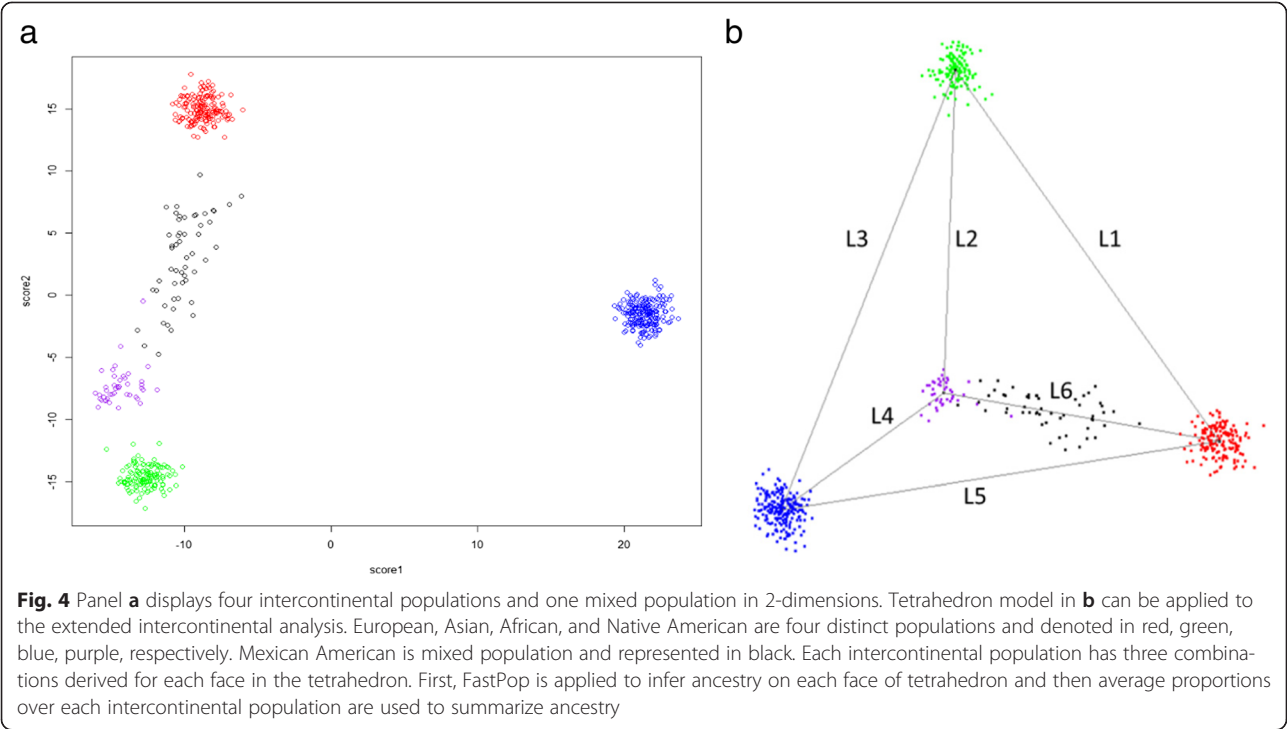 a
b
15
10
5
0
-5
-10
-15
score2
-10
0
10
20
score1
L3
L2
L1
L6
L4
L5
Fig. 4 Panel a displays four intercontinental populations and one mixed population in 2-dimensions. Tetrahedron model in b can be applied to
the extended intercontinental analysis. European, Asian, African, and Native American are four distinct populations and denoted in red, green,
blue, purple, respectively. Mexican American is mixed population and represented in black. Each intercontinental population has three combina-
tions derived for each face in the tetrahedron. First, FastPop is applied to infer ancestry on each face of tetrahedron and then average proportions
over each intercontinental population are used to summarize ancestry